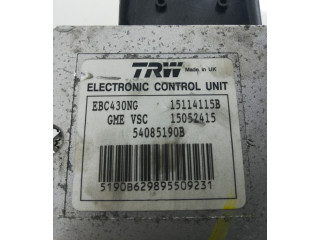 TRW Made in UK
ELECTRONIC CONTROL UNIT
EBC430NG 15114115B
GME VSC 15052415
54085190B
5190B629895509231